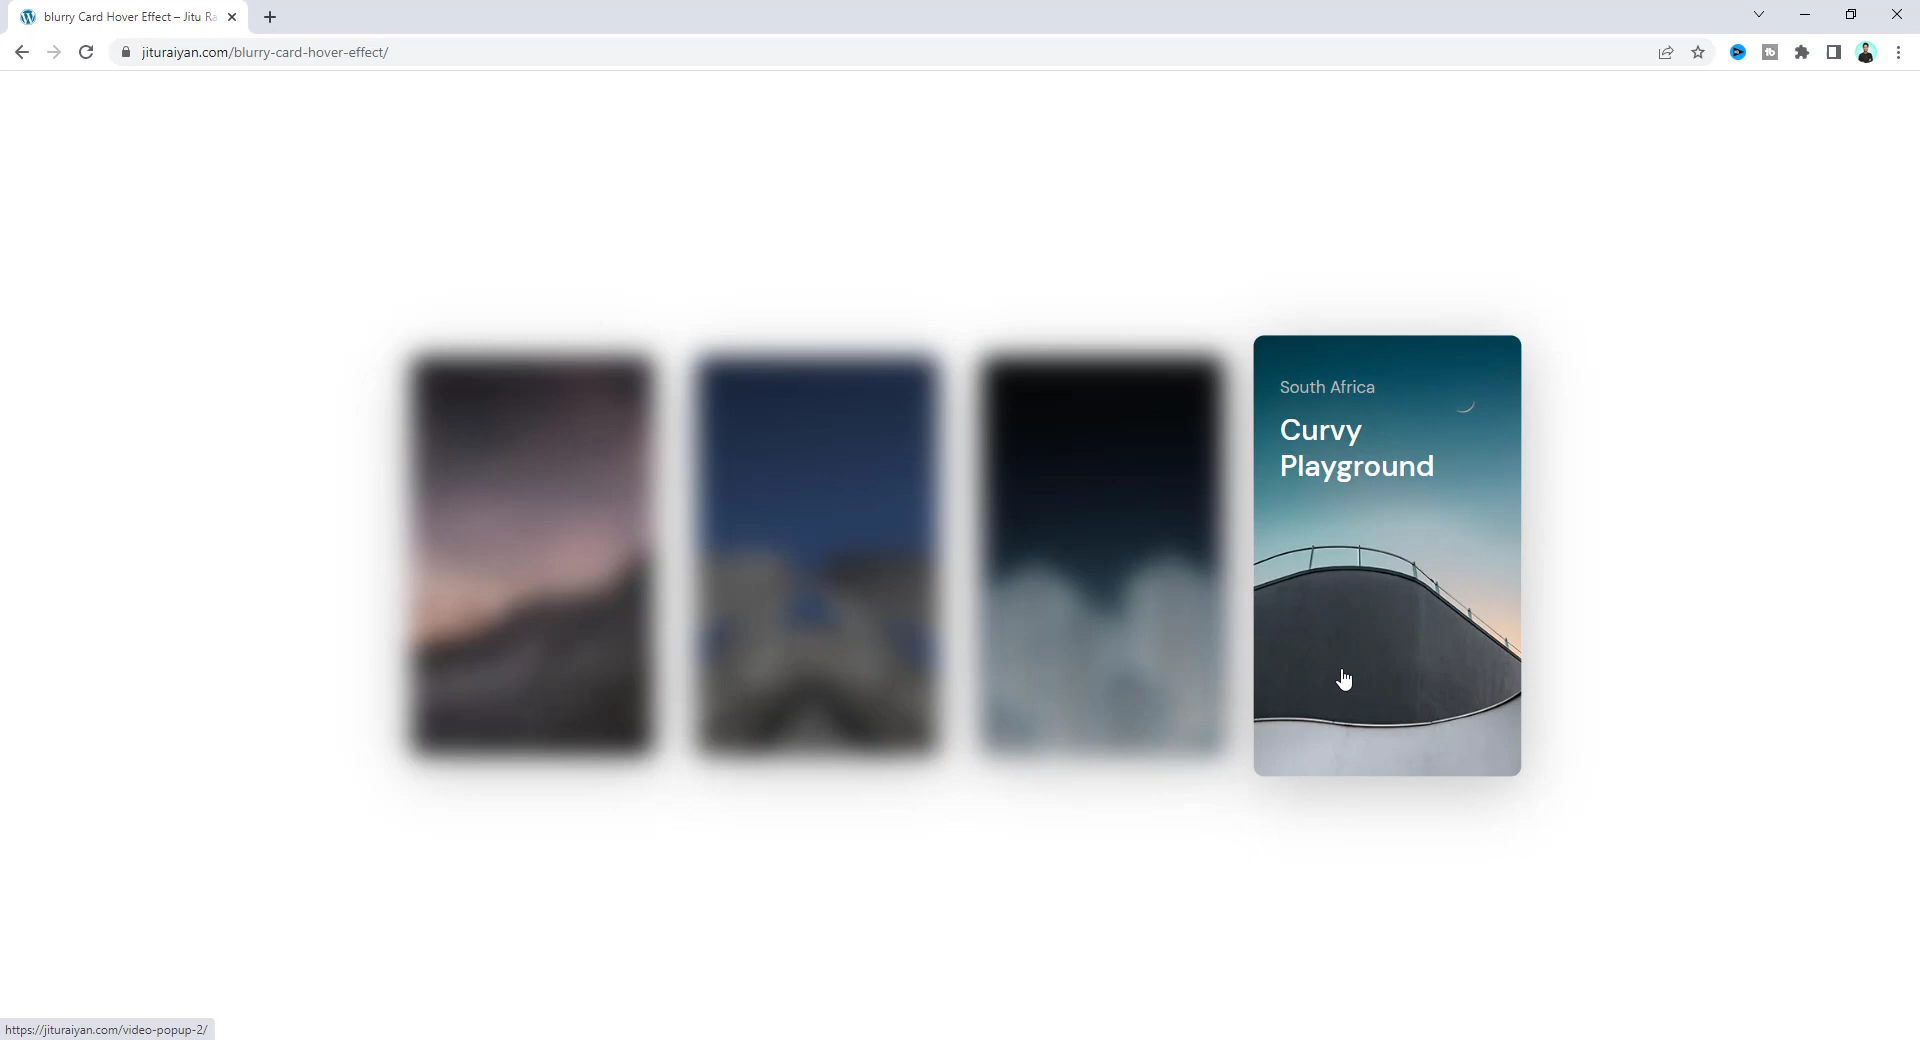 blurry Card Hover Effect – Jitu Ra
jituraiyan.com/blurry-card-hover-effect/
South Africa
Curvy
Playground
https://jituraiyan.com/video-popup-2/